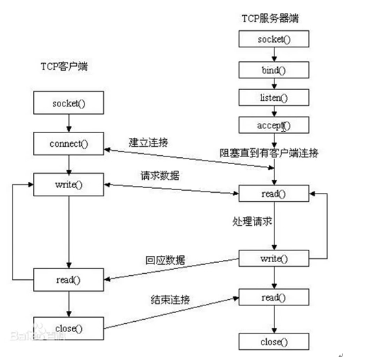 TCP服务器端
socket()
TCP客户端
bind()
socket()
listen()
accept()
connect()
建立连接
阻塞直到有客户端连接
请求数据
write()
read()
处理请求
回应数据
write()
read()
结束连接
read()
close()
close()